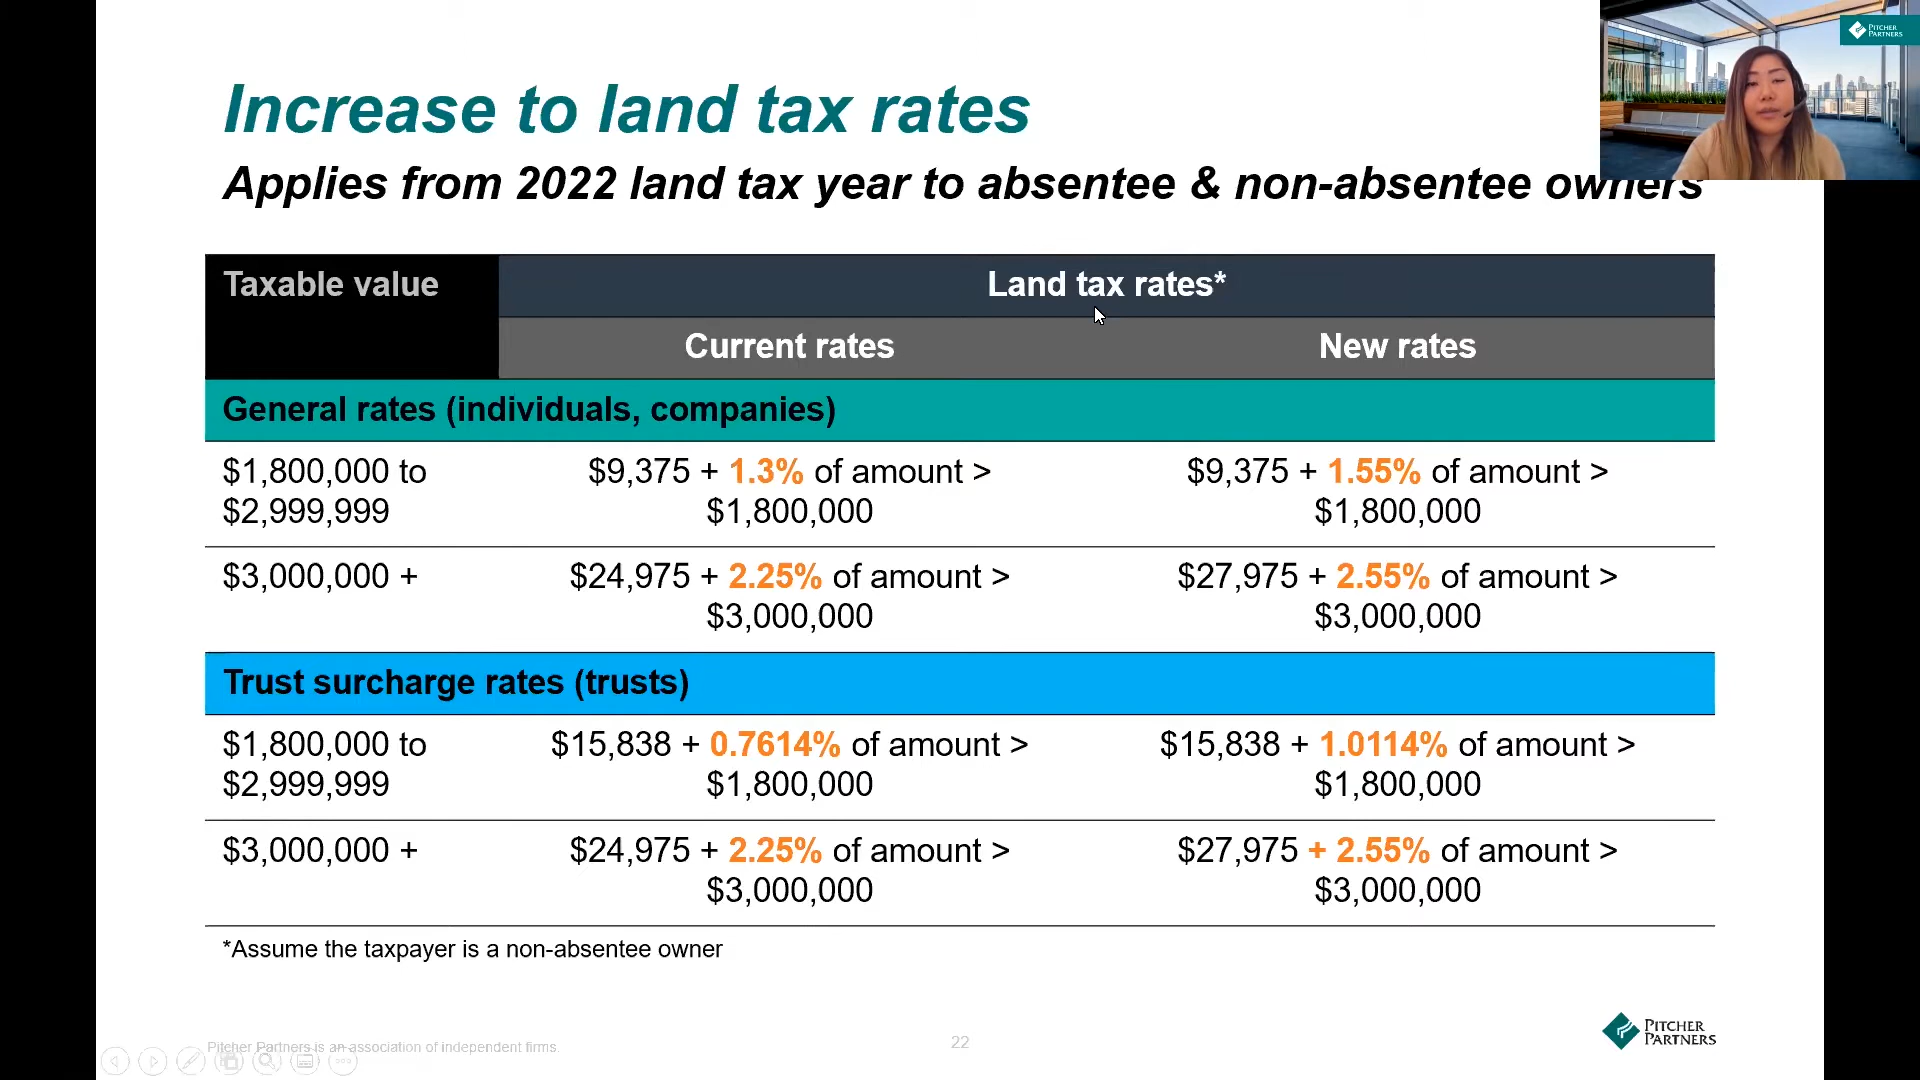 PITCHER
PARTNERS
Increase to land tax rates
Applies from 2022 land tax year to absentee & non-absentee owners
Taxable value
Land tax rates*
Current rates
New rates
General rates (individuals, companies)
$1,800,000 to
$2,999,999
$9,375 + 1.3% of amount >
$1,800,000
$9,375 + 1.55% of amount >
$1,800,000
$3,000,000 +
$24,975 + 2.25% of amount >
$3,000,000
$27,975 + 2.55% of amount >
$3,000,000
Trust surcharge rates (trusts)
$1,800,000 to
$2,999,999
$15,838 + 0.7614% of amount >
$1,800,000
$15,838 + 1.0114% of amount >
$1,800,000
$3,000,000 +
$24,975 + 2.25% of amount >
$3,000,000
$27,975 + 2.55% of amount >
$3,000,000
*Assume the taxpayer is a non-absentee owner
Pitcher Partners is an association of independent firms.
22
PITCHER
PARTNERS